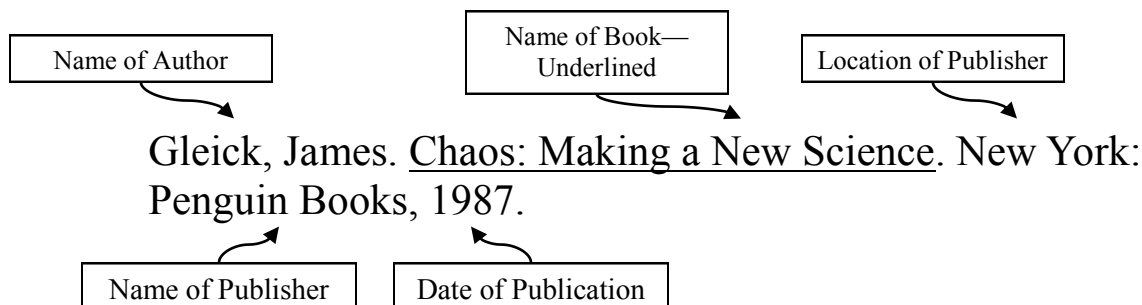 Name of Author
Name of Book—
Underlined
Location of Publisher
Gleick, James. Chaos: Making a New Science. New York:
Penguin Books, 1987.
Name of Publisher
Date of Publication